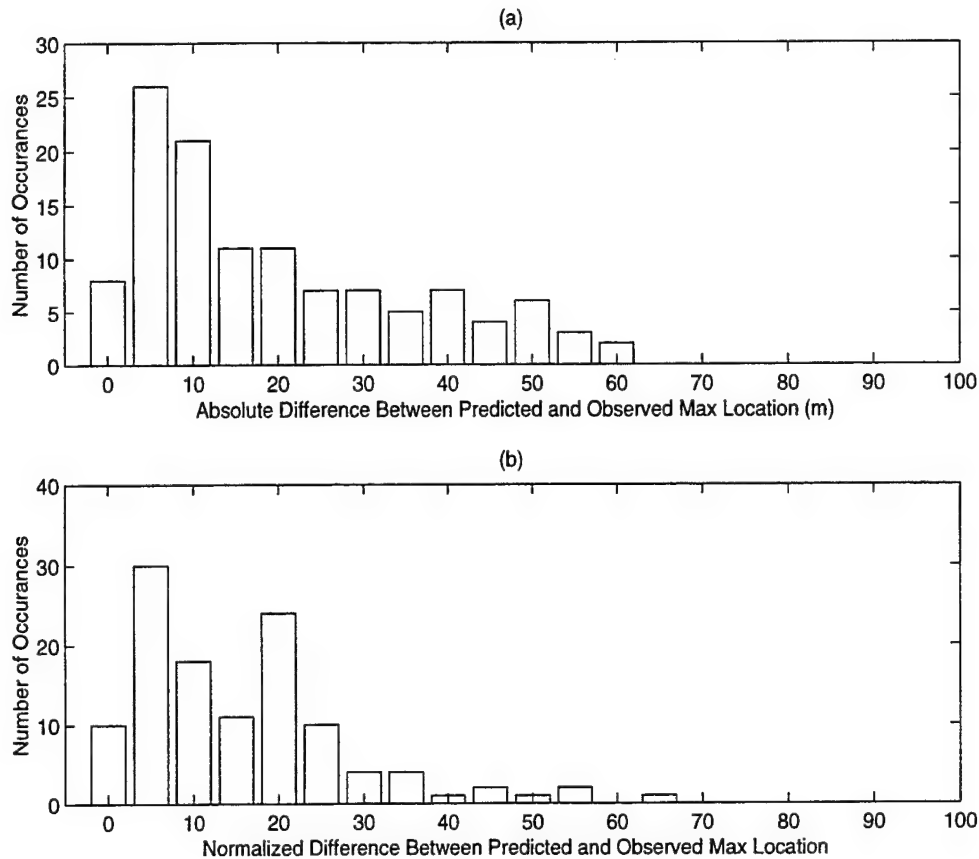 (a)
30
25
20
15
10
5
0
Number of Occurances
0 10 20 30 40 50 60 70 80 90 100
Absolute Difference Between Predicted and Observed Max Location (m)
(b)
40
30
20
10
0
Number of Occurances
0 10 20 30 40 50 60 70 80 90 100
Normalized Difference Between Predicted and Observed Max Location